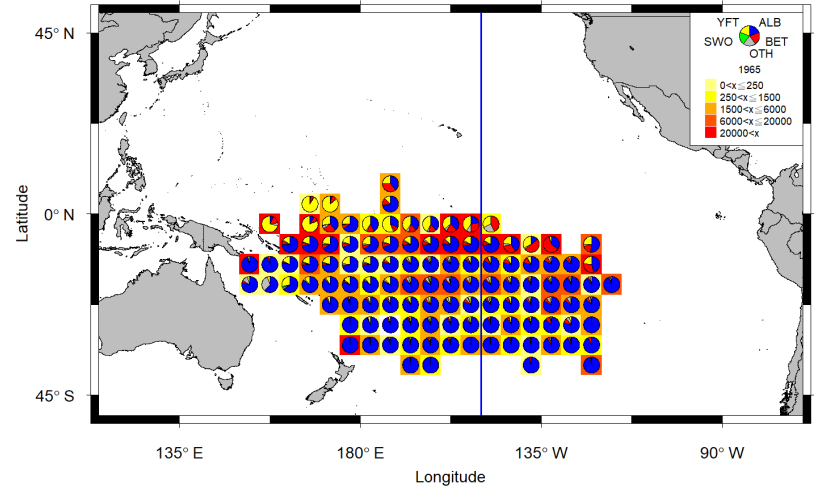 45° N
0° N
45° S
Latitude
135° E
180° E
135° W
90° W
Longitude
YFT
ALB
SWO
BET
OTH
1965
0<x≦250
250<x≦1500
1500<x≦6000
6000<x≦20000
20000<x